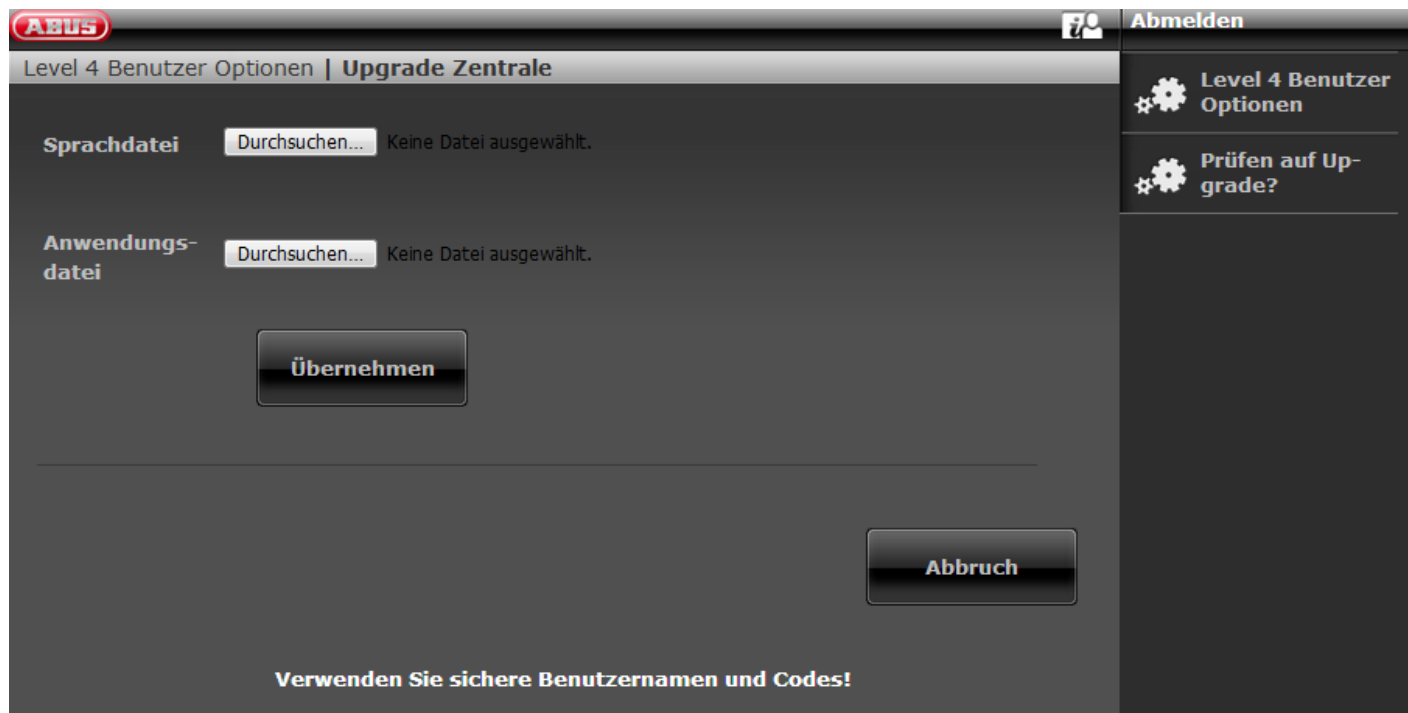 ABUS
Abmelden
Level 4 Benutzer Optionen | Upgrade Zentrale
Level 4 Benutzer
Optionen
Sprachdatei Durchsuchen... Keine Datei ausgewählt.
Prüfen auf Up-
grade?
Anwendungs-
datei
Durchsuchen... Keine Datei ausgewählt.
Übernehmen
Abbruch
Verwenden Sie sichere Benutzernamen und Codes!